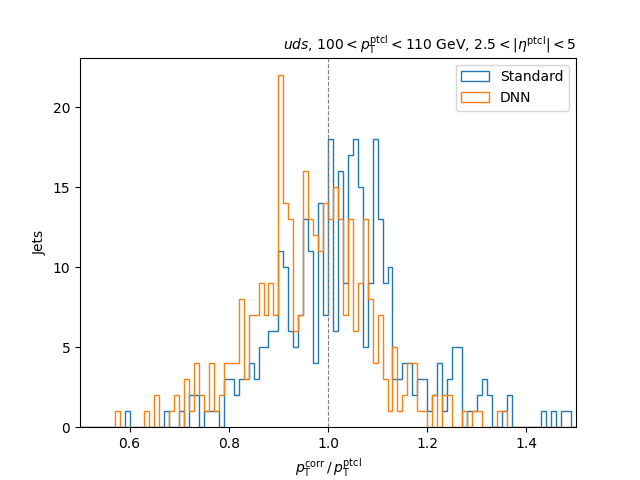 uds, 100 < p_T^ptcl < 110 GeV, 2.5 < |η^ptcl| < 5
Standard
DNN
20
15
10
5
0
Jets
0.6 0.8 1.0 1.2 1.4
p_T^corr / p_T^ptcl